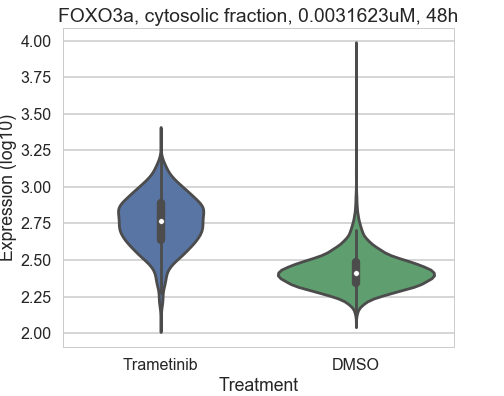 FOXO3a, cytosolic fraction, 0.0031623uM, 48h
Expression (log10)
4.00
3.75
3.50
3.25
3.00
2.75
2.50
2.25
2.00
Trametinib DMSO
Treatment